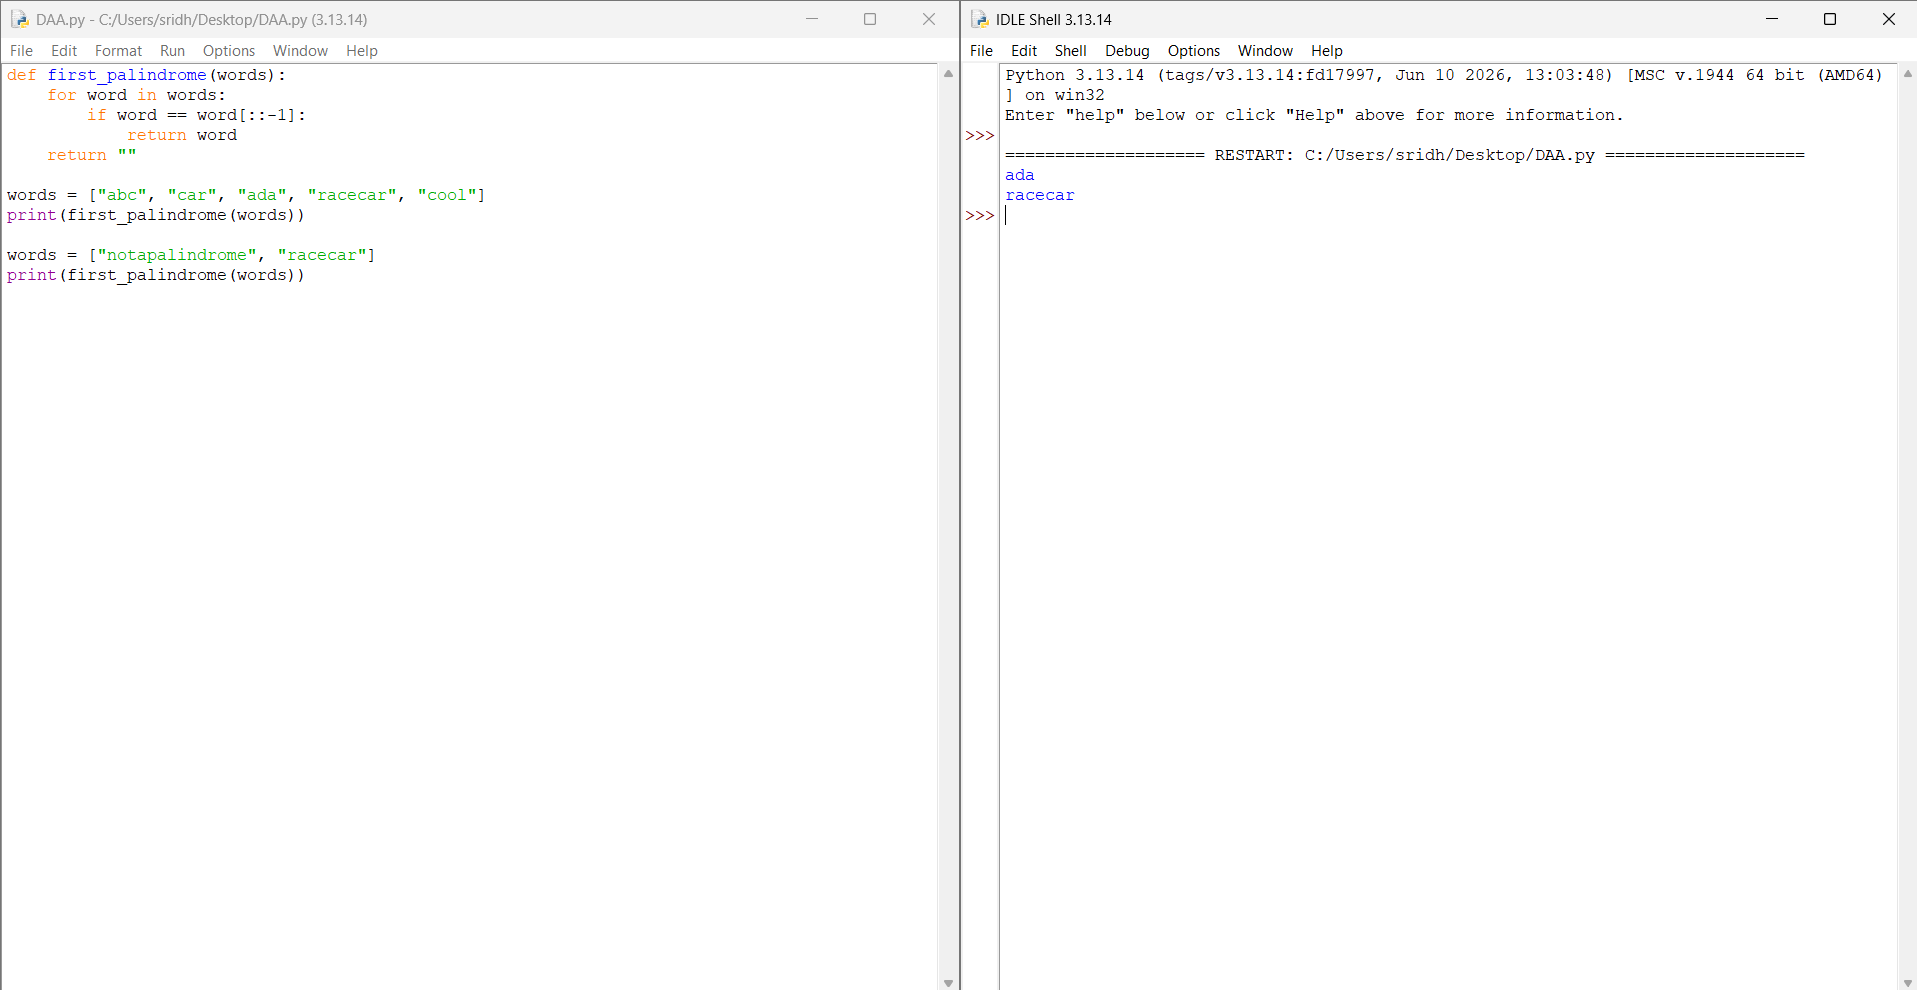 DAA.py - C:/Users/sridh/Desktop/DAA.py (3.13.14)
File Edit Format Run Options Window Help
def first_palindrome(words):
    for word in words:
        if word == word[::-1]:
            return word
    return ""

words = ["abc", "car", "ada", "racecar", "cool"]
print(first_palindrome(words))

words = ["notapalindrome", "racecar"]
print(first_palindrome(words))
IDLE Shell 3.13.14
File Edit Shell Debug Options Window Help
Python 3.13.14 (tags/v3.13.14:fd17997, Jun 10 2026, 13:03:48) [MSC v.1944 64 bit (AMD64)
] on win32
Enter "help" below or click "Help" above for more information.
>>>
==================== RESTART: C:/Users/sridh/Desktop/DAA.py ====================
ada
racecar
>>>